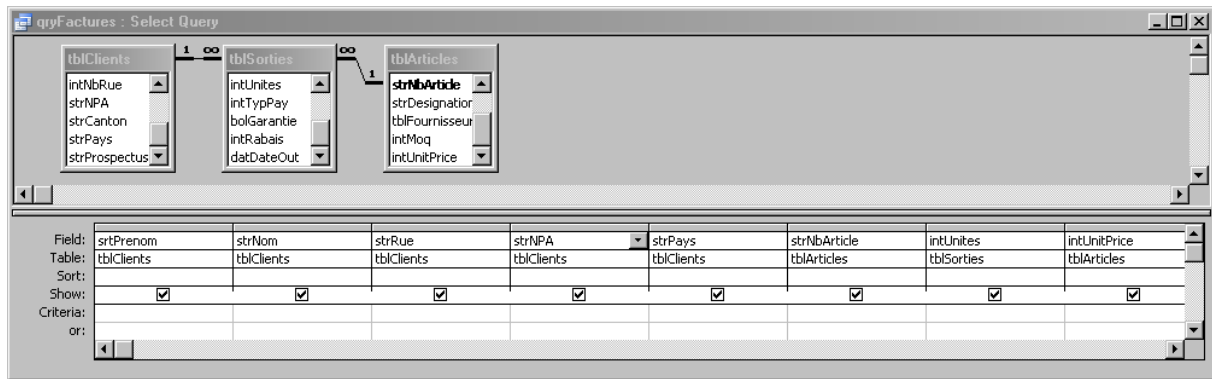 qryFactures : Select Query
tblClients 1 ∞ tblSorties ∞ 1 tblArticles
intNbRue
strNPA
strCanton
strPays
strProspectus
intUnites
intTypPay
bolGarantie
intRabais
datDateOut
strNbArticle
strDesignation
tblFournisseur
intMoq
intUnitPrice
Field: srtPrenom strNom strRue strNPA strPays strNbArticle intUnites intUnitPrice
Table: tblClients tblClients tblClients tblClients tblClients tblArticles tblSorties tblArticles
Sort:
Show:
Criteria:
or: